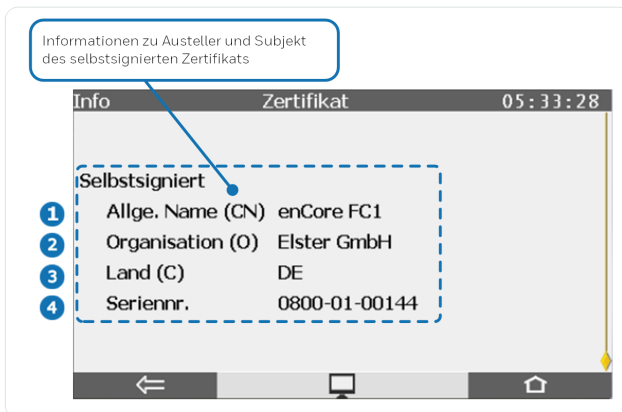 Informationen zu Austeller und Subjekt
des selbstsignierten Zertifikats
Info Zertifikat 05:33:28
Selbstsigniert
1 Allge. Name (CN) enCore FC1
2 Organisation (O) Elster GmbH
3 Land (C) DE
4 Seriennr. 0800-01-00144